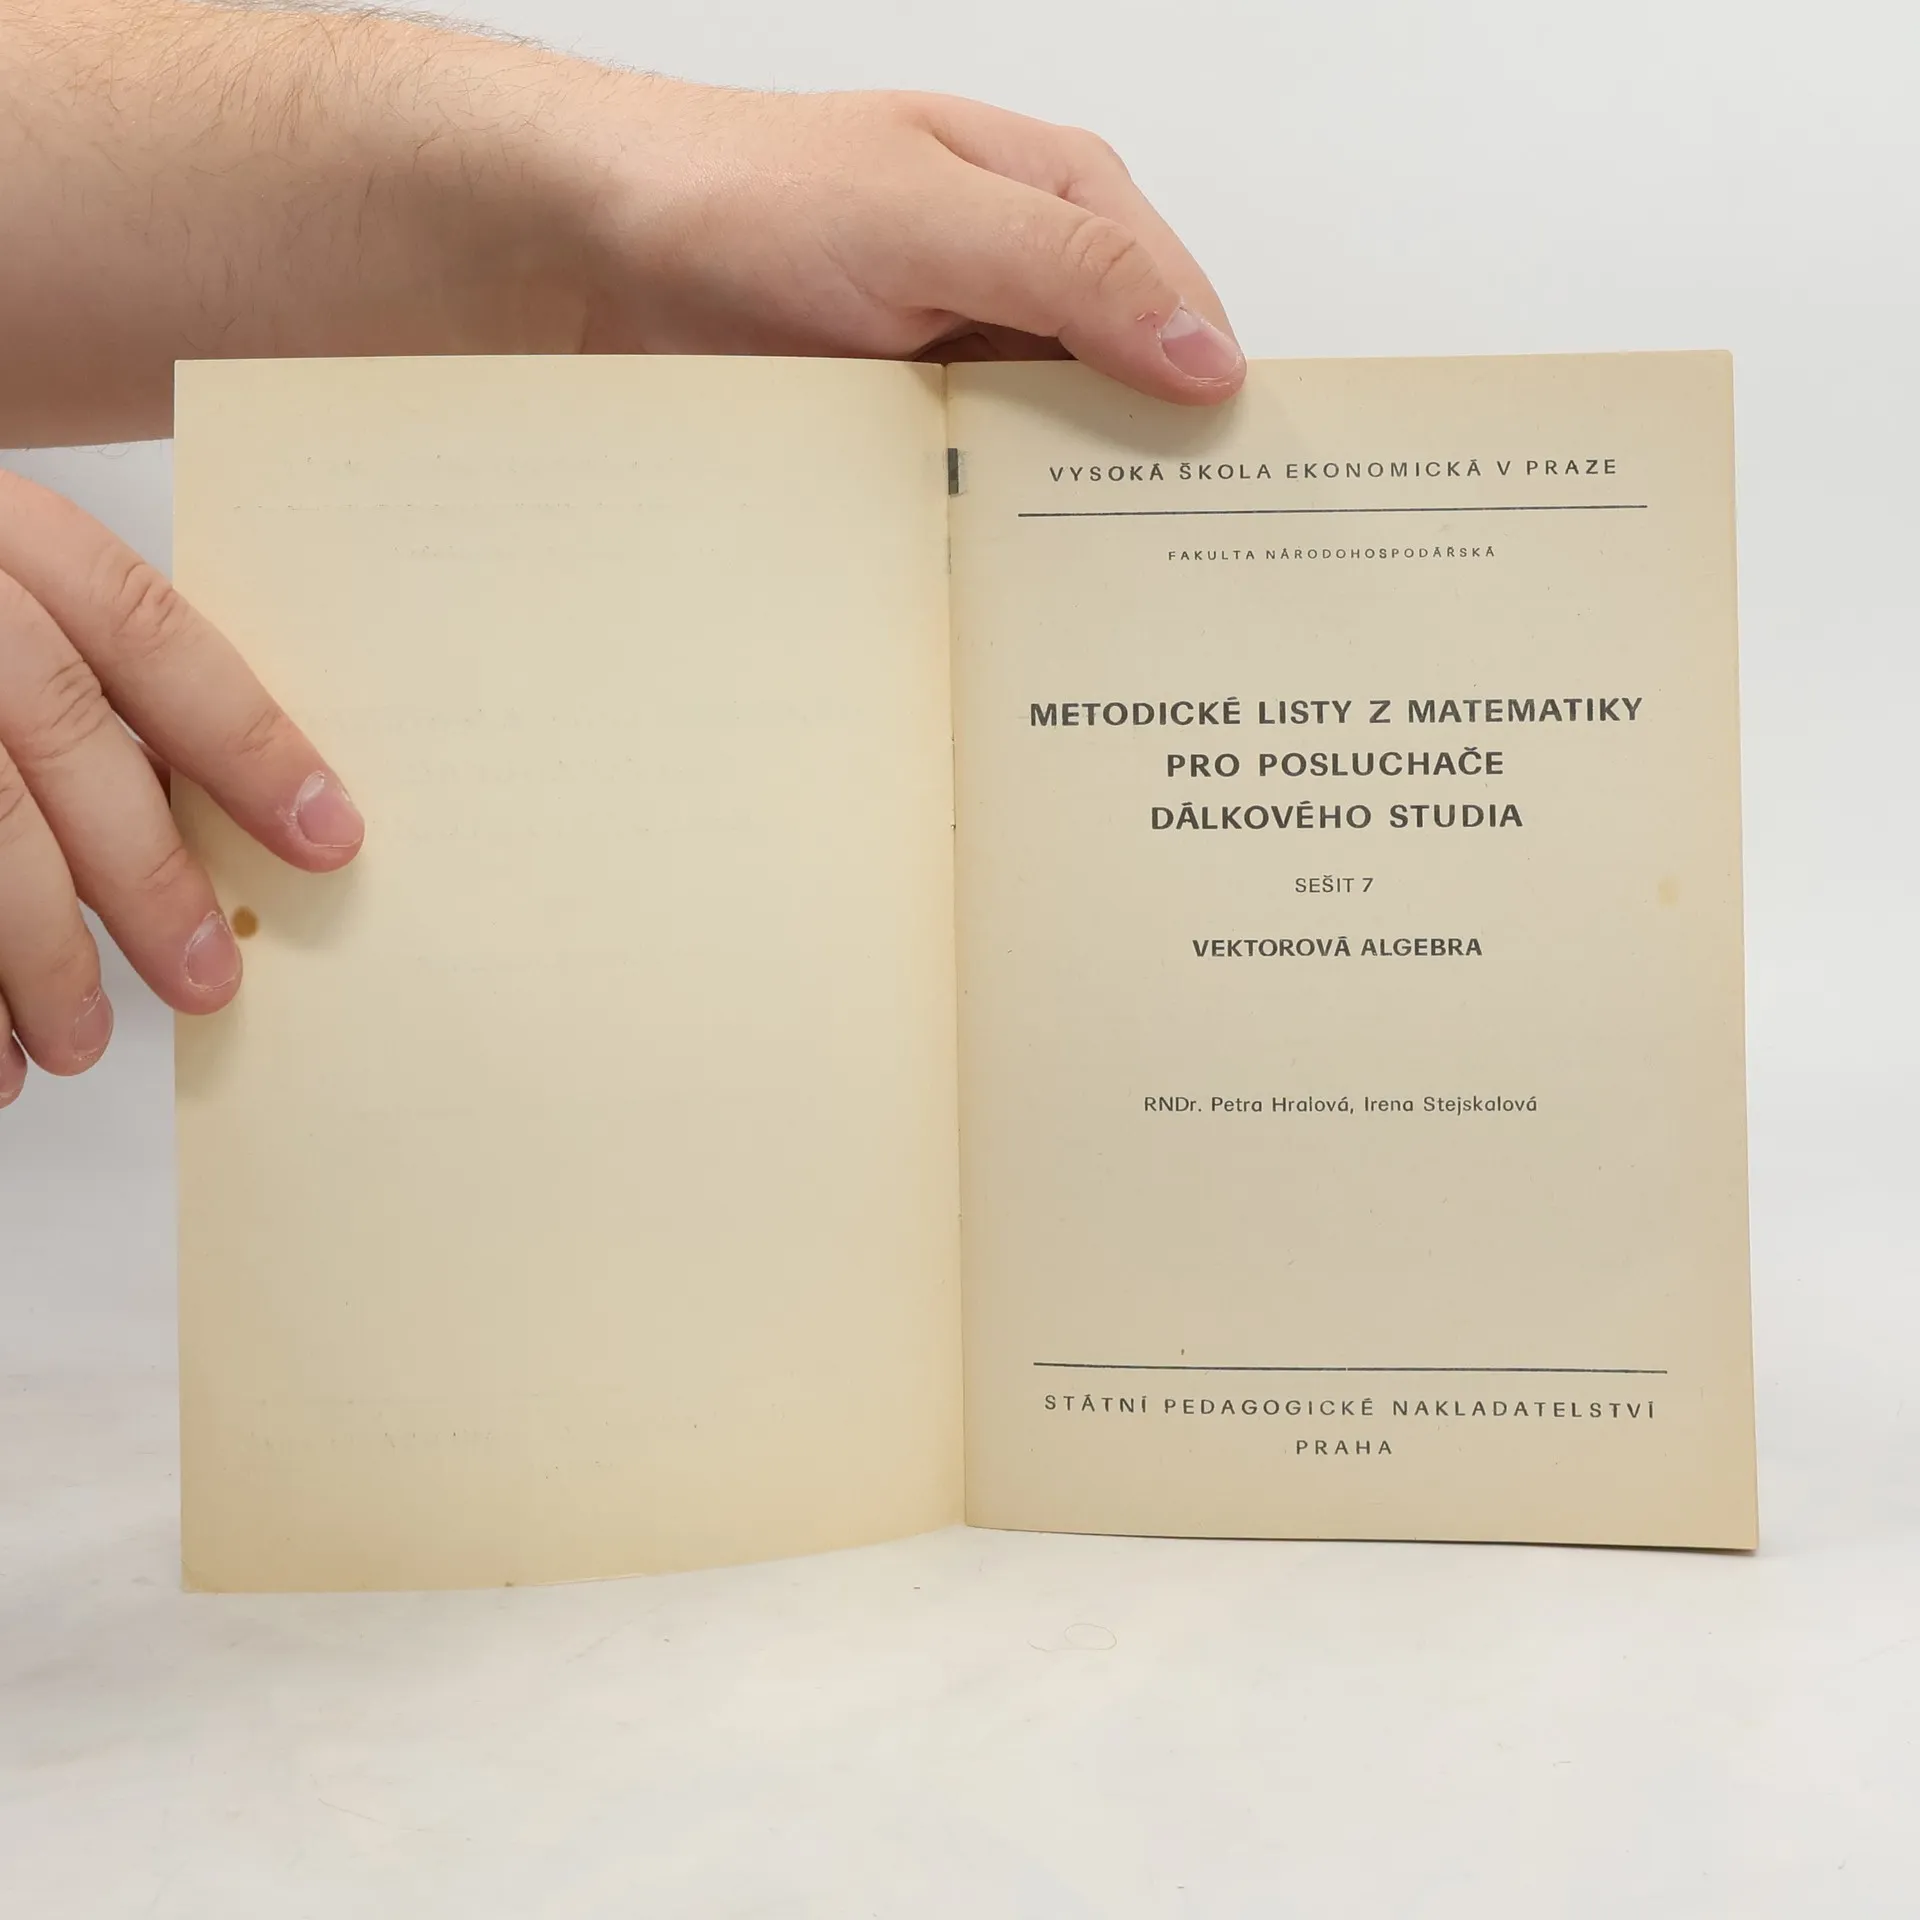 VYSOKÁ ŠKOLA EKONOMICKÁ V PRAZE
FAKULTA NÁRODOHOSPODÁŘSKÁ
METODICKÉ LISTY Z MATEMATIKY
PRO POSLUCHAČE
DÁLKOVÉHO STUDIA
SEŠIT 7
VEKTOROVÁ ALGEBRA
RNDr. Petra Hralová, Irena Stejskalová
STÁTNÍ PEDAGOGICKÉ NAKLADATELSTVÍ
PRAHA